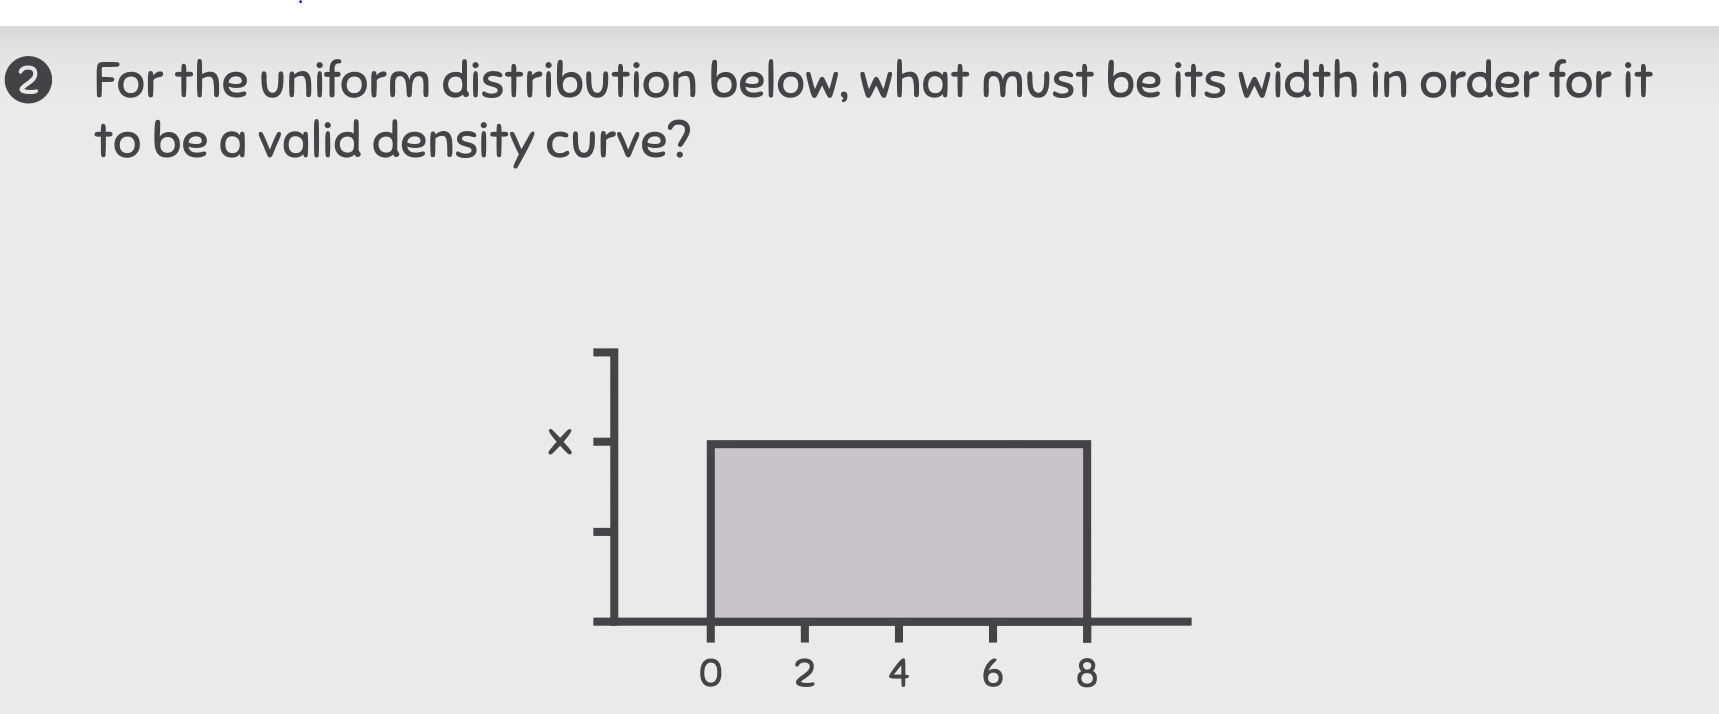 2 For the uniform distribution below, what must be its width in order for it
to be a valid density curve?
x
0 2 4 6 8